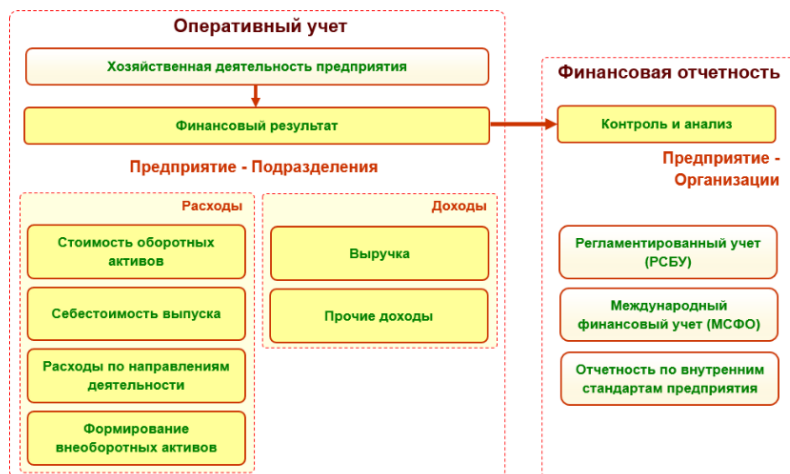 Оперативный учет
Хозяйственная деятельность предприятия
Финансовый результат
Предприятие - Подразделения
Расходы
Стоимость оборотных
активов
Себестоимость выпуска
Расходы по направлениям
деятельности
Формирование
внеоборотных активов
Доходы
Выручка
Прочие доходы
Финансовая отчетность
Контроль и анализ
Предприятие -
Организации
Регламентированный учет
(РСБУ)
Международный
финансовый учет (МСФО)
Отчетность по внутренним
стандартам предприятия